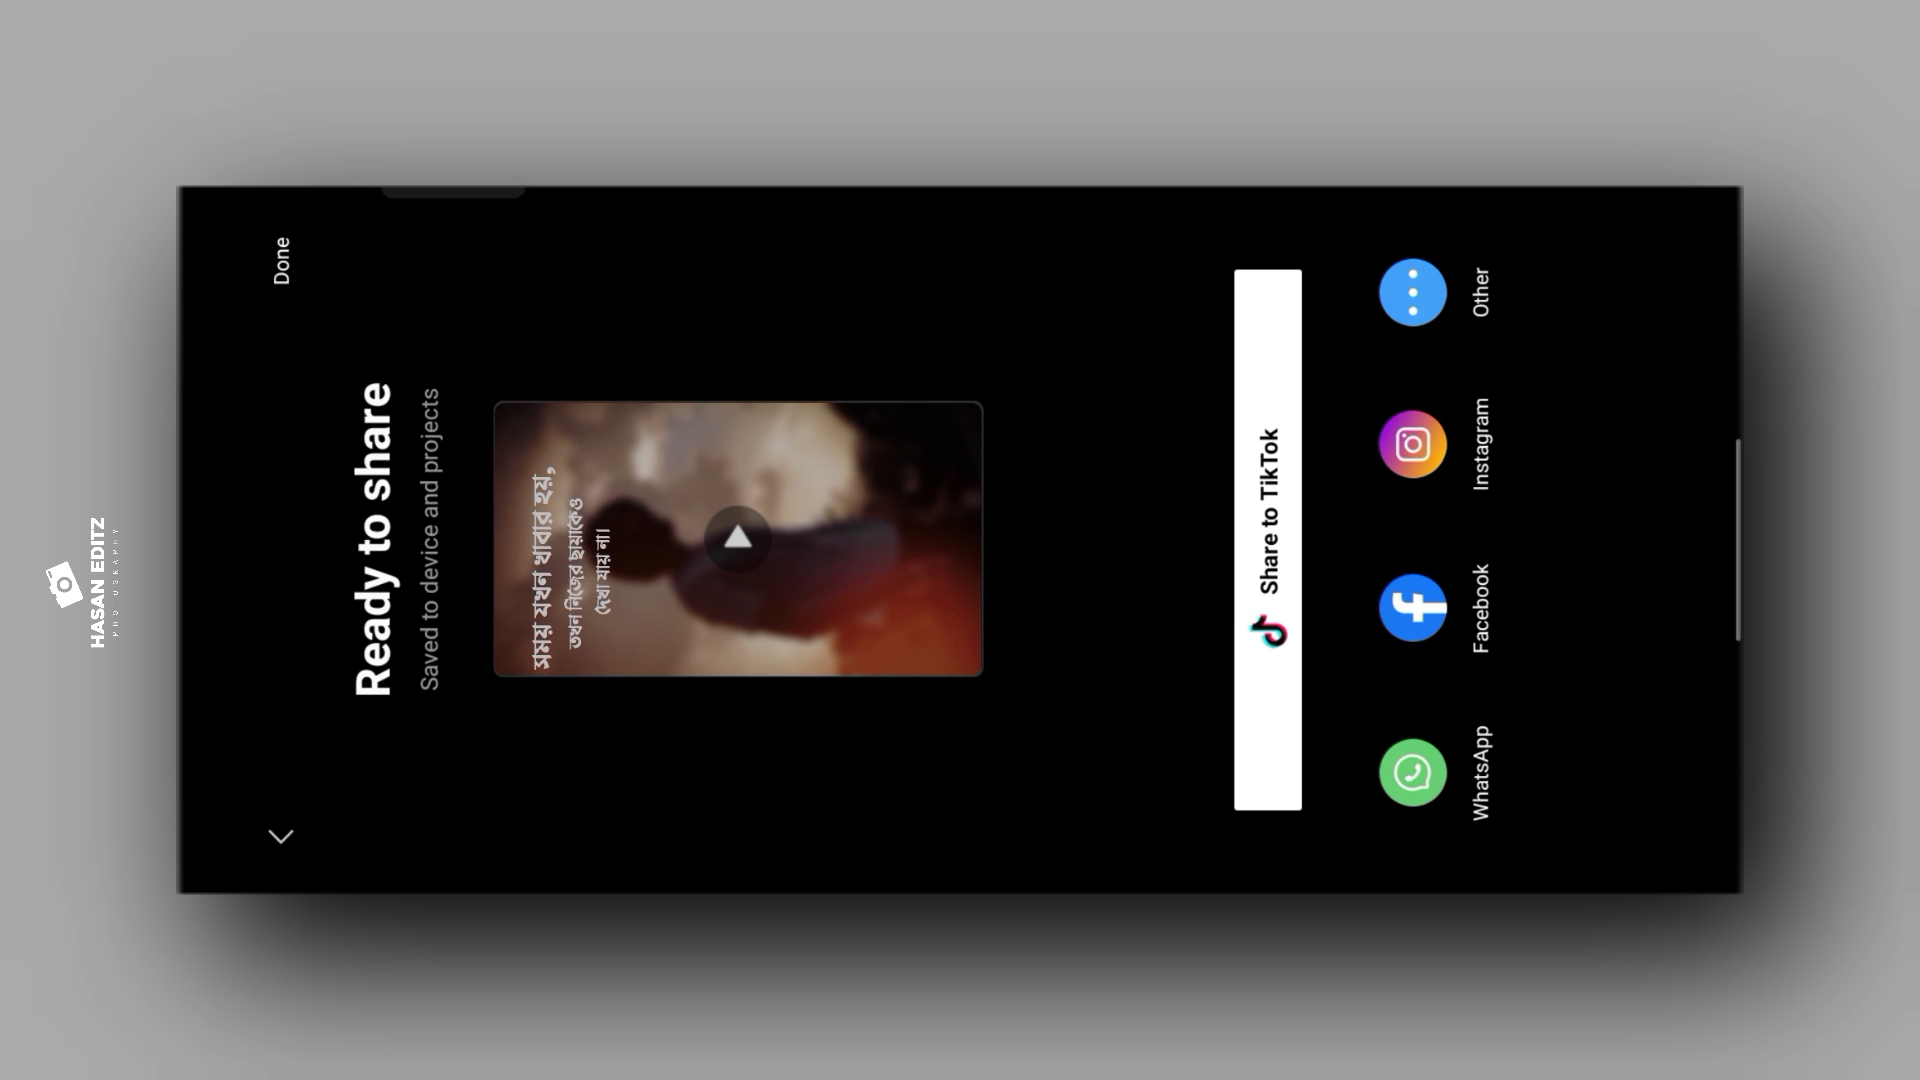 HASAN EDITZ
PHOTOGRAPHY
Done
Ready to share
Saved to device and projects
সময় যখন খাবার হয়,
তখন নিজের ছায়াকেও
দেখা যায় না।
Share to TikTok
WhatsApp
Facebook
Instagram
Other